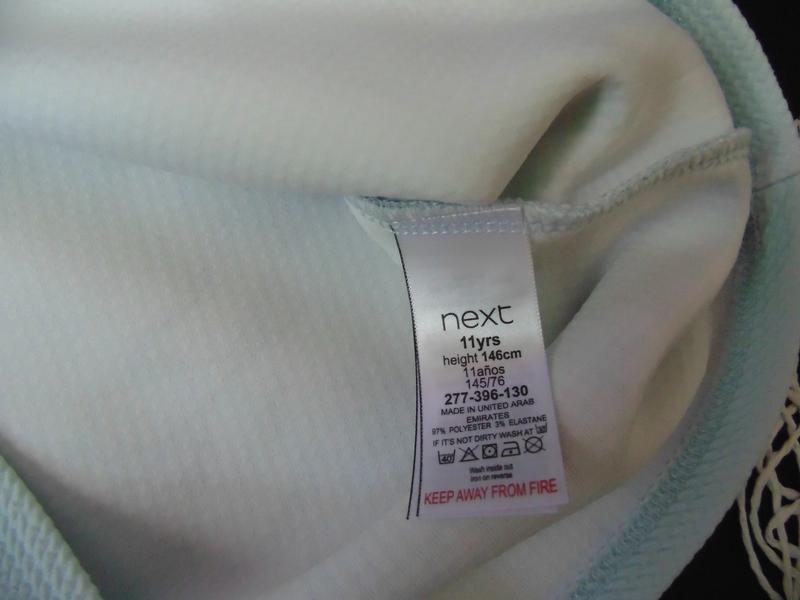 next
11yrs
height 146cm
11años
145/76
277-396-130
MADE IN UNITED ARAB
EMIRATES
97% POLYESTER 3% ELASTANE
IF IT'S NOT DIRTY WASH AT
40
Wash inside out
Iron on reverse
KEEP AWAY FROM FIRE